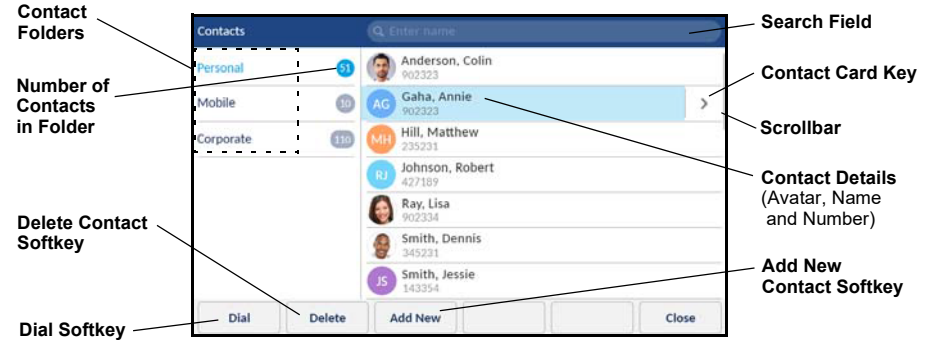 Contact
Folders
Number of
Contacts
in Folder
Delete Contact
Softkey
Dial Softkey
Contacts
Enter name
Personal
51
Mobile
10
Corporate
110
Anderson, Colin
902323
AG
Gaha, Annie
902323
MH
Hill, Matthew
235231
RJ
Johnson, Robert
427189
Ray, Lisa
902334
Smith, Dennis
345231
JS
Smith, Jessie
143354
Dial
Delete
Add New
Close
Search Field
Contact Card Key
Scrollbar
Contact Details
(Avatar, Name
and Number)
Add New
Contact Softkey